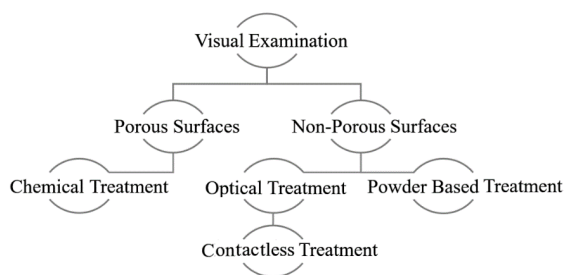 Visual Examination
Porous Surfaces
Non-Porous Surfaces
Chemical Treatment
Optical Treatment
Powder Based Treatment
Contactless Treatment